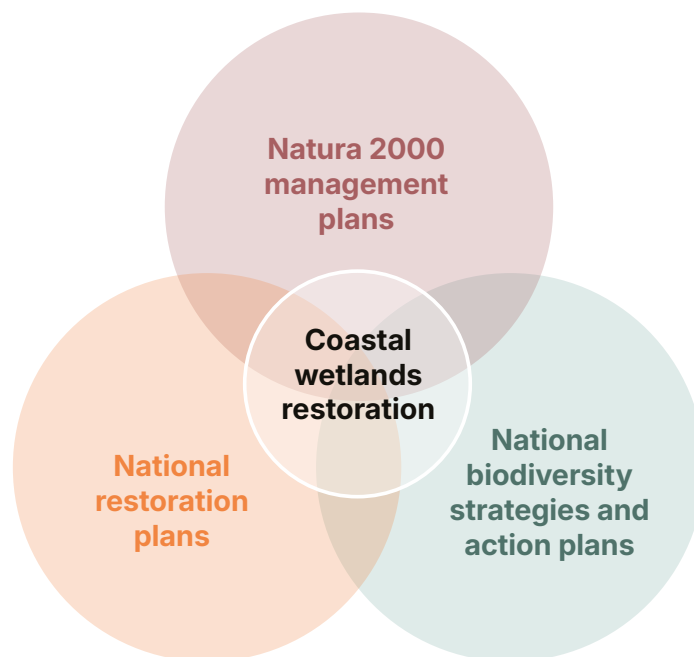 Natura 2000
management
plans
Coastal
wetlands
restoration
National
restoration
plans
National
biodiversity
strategies and
action plans